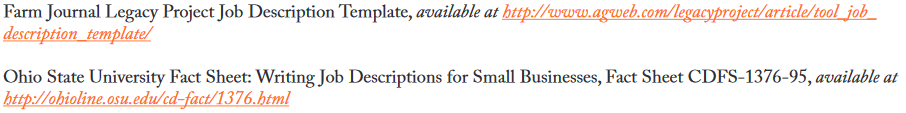 Farm Journal Legacy Project Job Description Template, available at http://www.agweb.com/legacyproject/article/tool_job_
description_template/
Ohio State University Fact Sheet: Writing Job Descriptions for Small Businesses, Fact Sheet CDFS-1376-95, available at
http://ohioline.osu.edu/cd-fact/1376.html